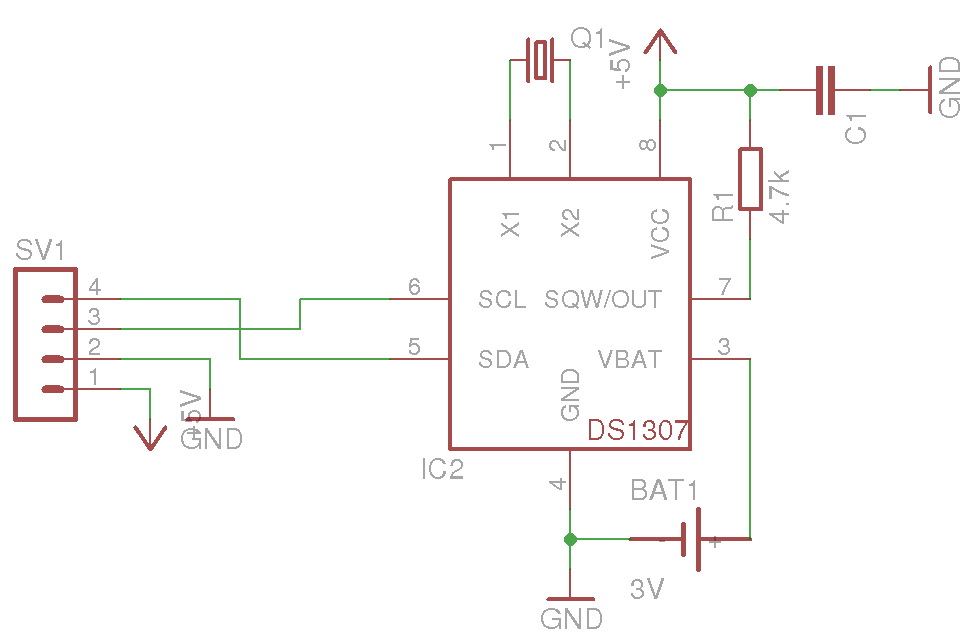 Q1
+5V
GND
C1
1
2
8
R1
4.7k
X1
X2
VCC
SV1
4
3
2
1
6
5
SCL
SDA
SQW/OUT
VBAT
7
3
GND
DS1307
+5V
GND
IC2
4
BAT1
+
3V
GND